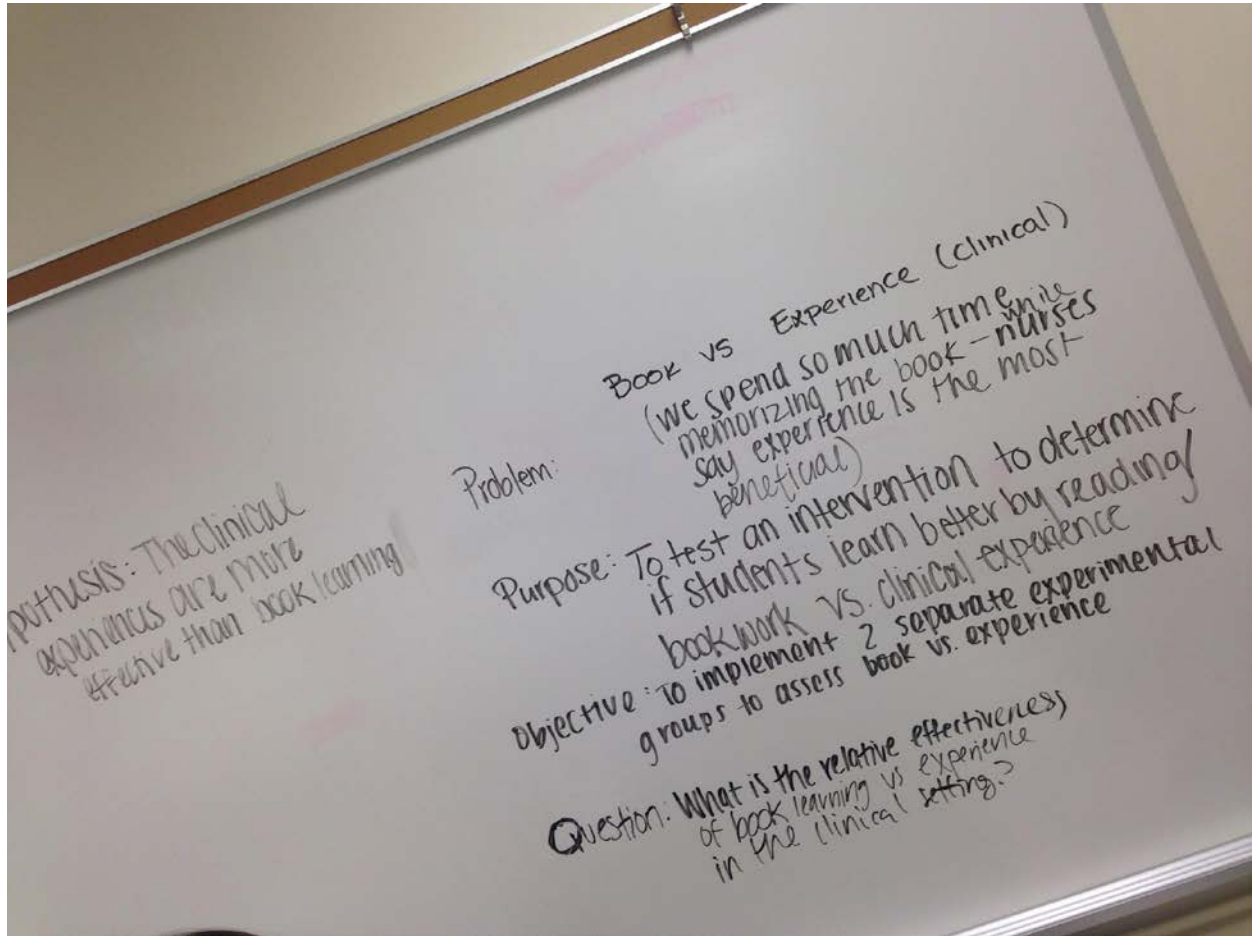 Book vs Experience (clinical)
Problem: (we spend so much time
memorizing the book - while nurses
say experience is the most
beneficial)
Purpose: To test an intervention to determine
if students learn better by reading/
bookwork vs. clinical experience
Objective: To implement 2 separate experimental
groups to assess book vs. experience
Question: What is the relative effectiveness
of book learning vs experience
in the clinical setting?
pothesis: The clinical
experiences are more
effective than book learning